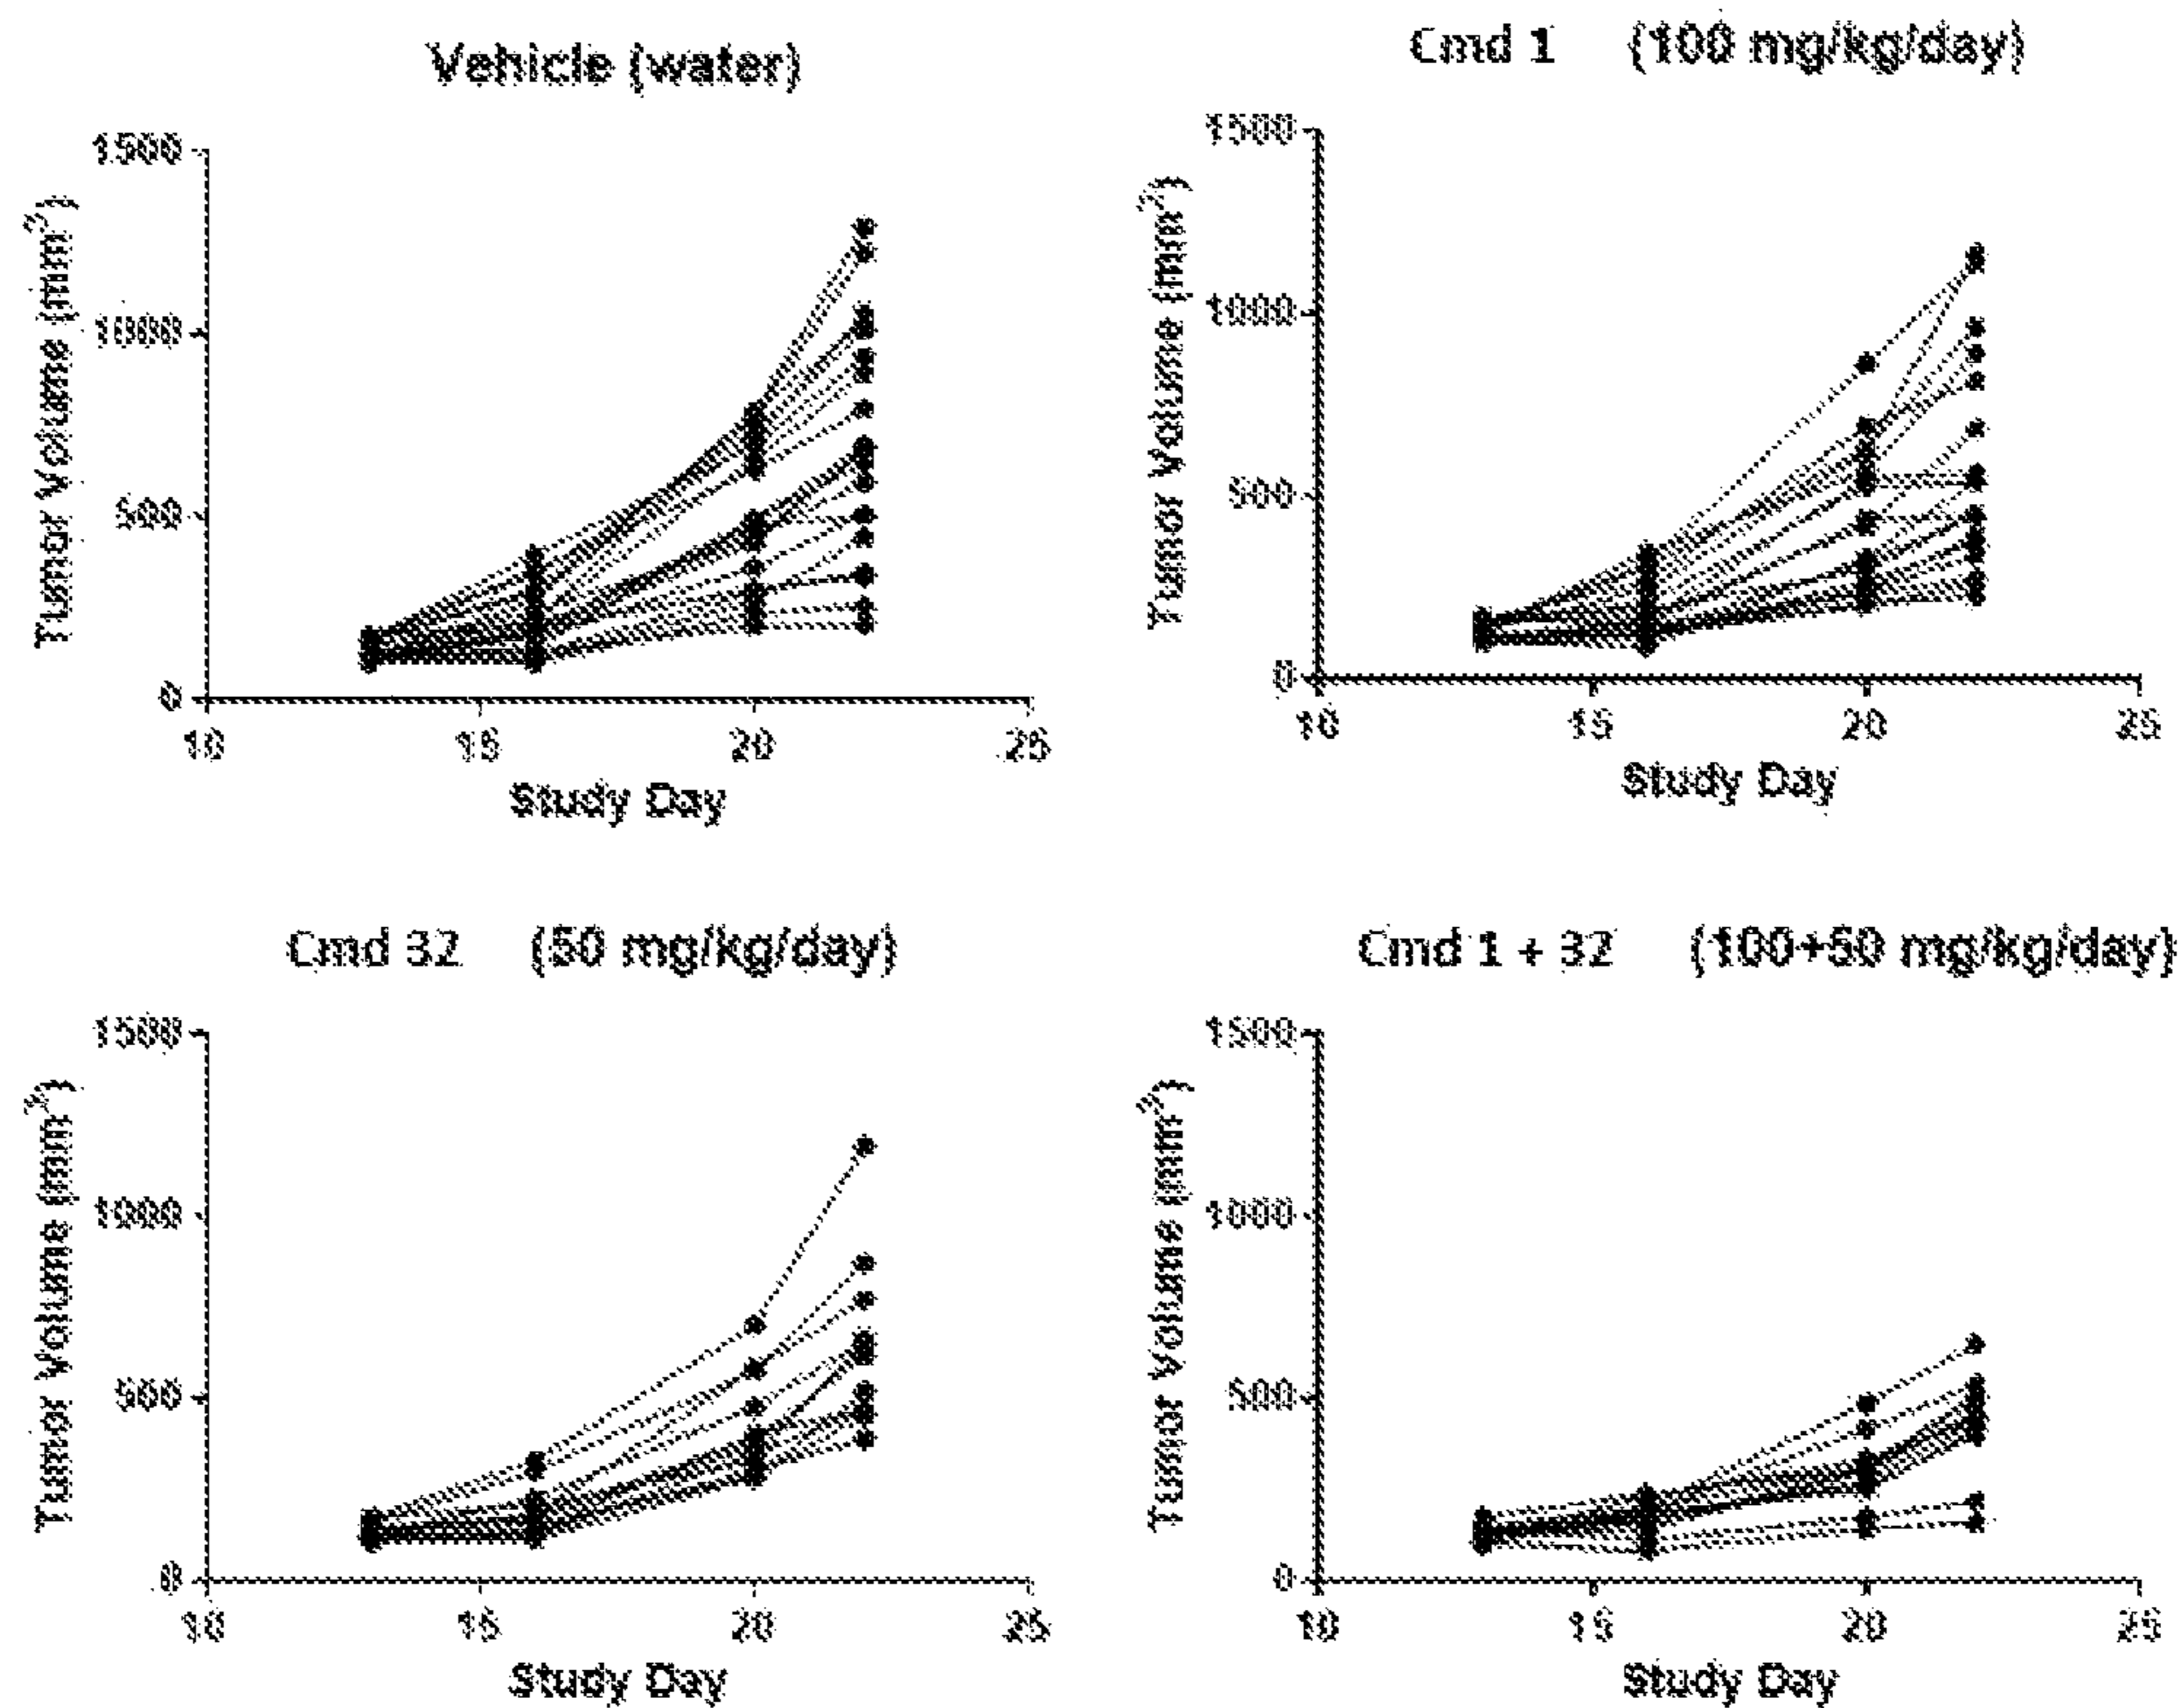 Vehicle (water)
1500
1000
500
0
10 15 20 25
Tumor Volume (mm³)
Study Day
Cmd 1 (100 mg/kg/day)
1500
1000
500
0
10 15 20 25
Tumor Volume (mm³)
Study Day
Cmd 32 (50 mg/kg/day)
1500
1000
500
0
10 15 20 25
Tumor Volume (mm³)
Study Day
Cmd 1 + 32 (100+50 mg/kg/day)
1500
1000
500
0
10 15 20 25
Tumor Volume (mm³)
Study Day